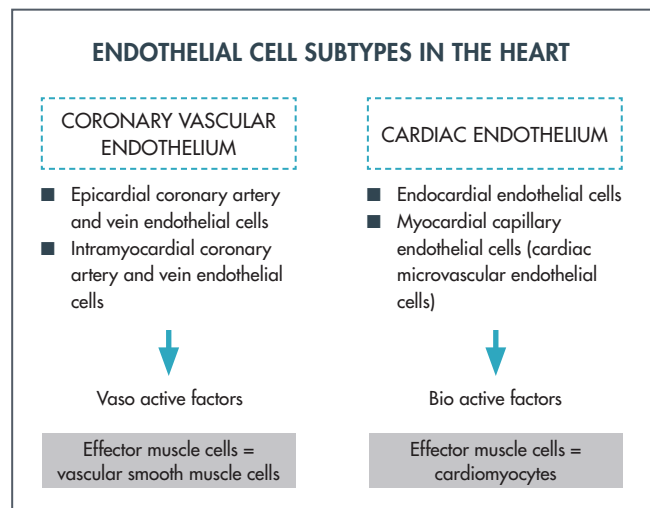 ENDOTHELIAL CELL SUBTYPES IN THE HEART
CORONARY VASCULAR
ENDOTHELIUM
■ Epicardial coronary artery
and vein endothelial cells
■ Intramyocardial coronary
artery and vein endothelial
cells
Vaso active factors
Effector muscle cells =
vascular smooth muscle cells
CARDIAC ENDOTHELIUM
■ Endocardial endothelial cells
■ Myocardial capillary
endothelial cells (cardiac
microvascular endothelial
cells)
Bio active factors
Effector muscle cells =
cardiomyocytes